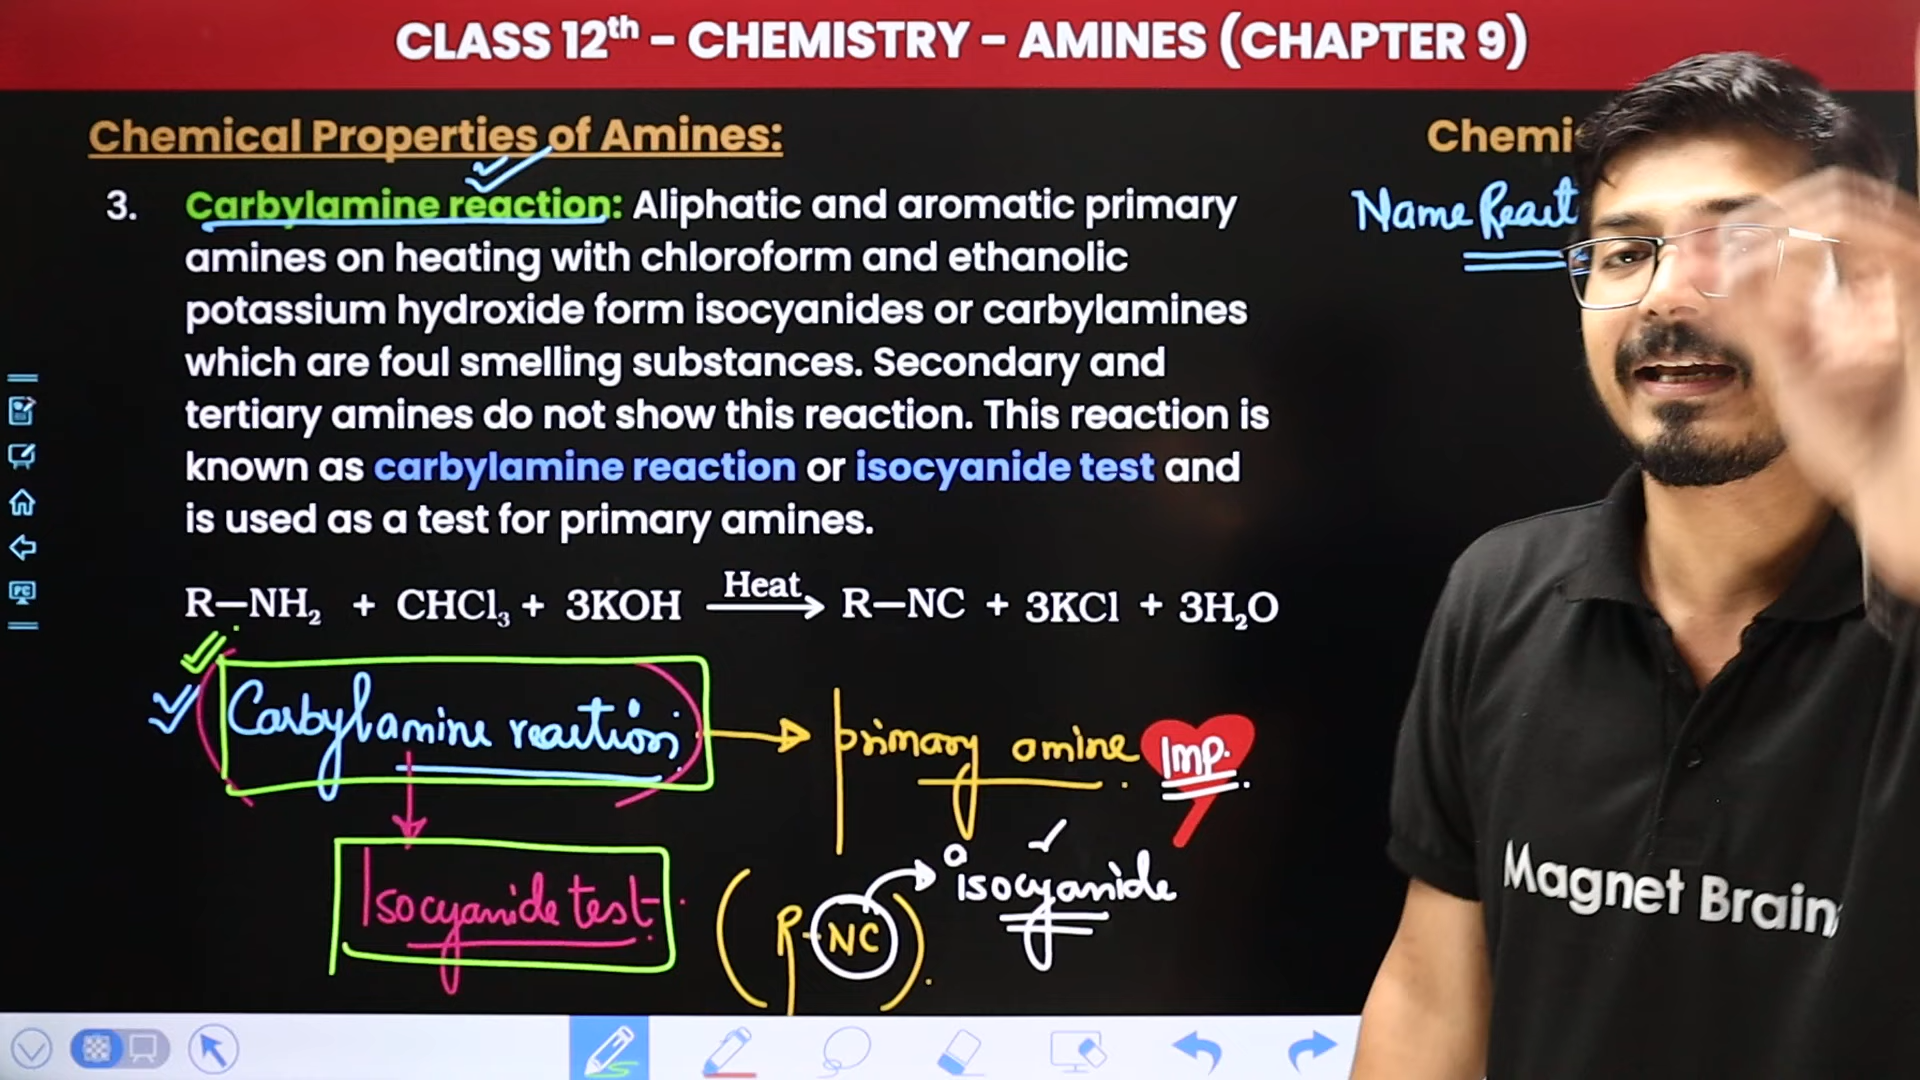 CLASS 12th - CHEMISTRY - AMINES (CHAPTER 9)
Chemical Properties of Amines:
Chemi
3. Carbylamine reaction: Aliphatic and aromatic primary
amines on heating with chloroform and ethanolic
potassium hydroxide form isocyanides or carbylamines
which are foul smelling substances. Secondary and
tertiary amines do not show this reaction. This reaction is
known as carbylamine reaction or isocyanide test and
is used as a test for primary amines.
Name React
R—NH₂ + CHCl₃ + 3KOH Heat→ R—NC + 3KCl + 3H₂O
Carbylamine reaction → primary amine Imp.
Isocyanide test
(R-NC) → isocyanide
Magnet Brain
PC